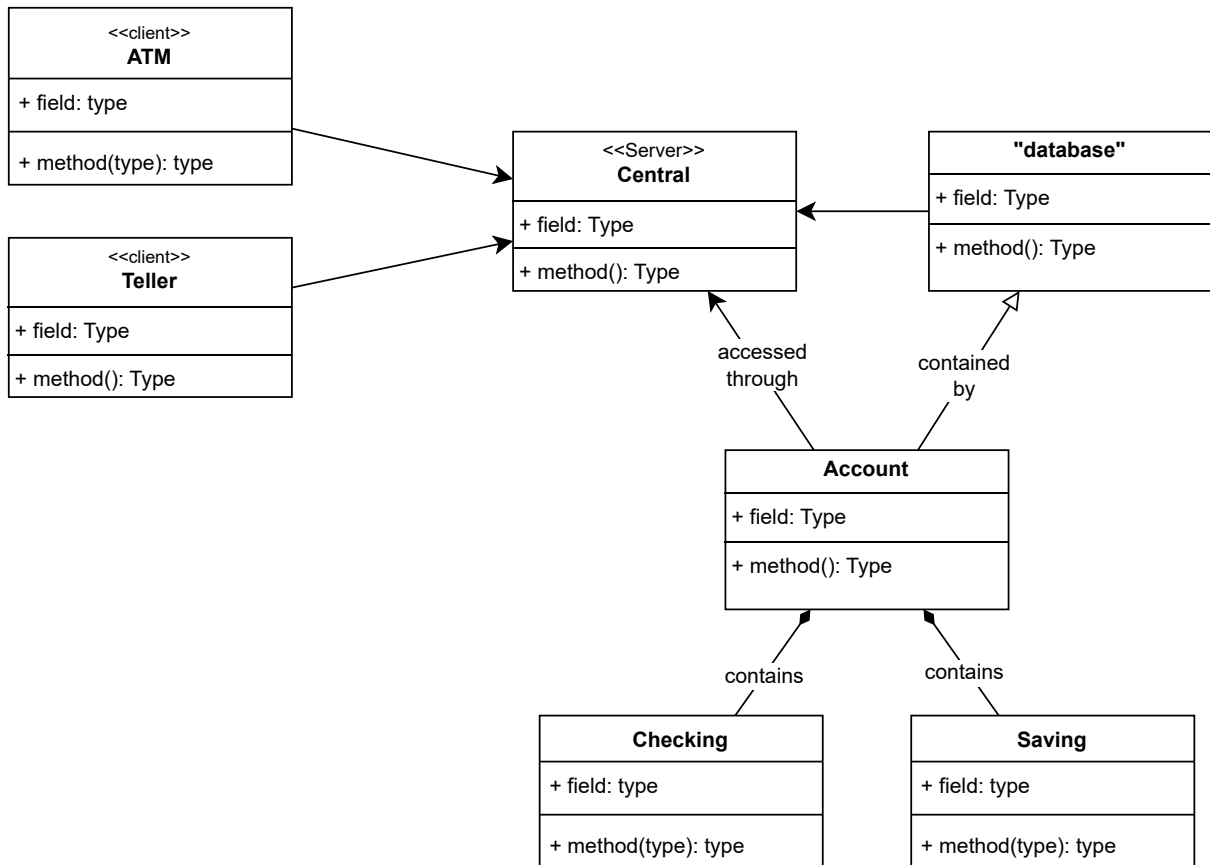 <<client>>
ATM
+ field: type
+ method(type): type
<<client>>
Teller
+ field: Type
+ method(): Type
<<Server>>
Central
+ field: Type
+ method(): Type
"database"
+ field: Type
+ method(): Type
accessed
through
contained
by
Account
+ field: Type
+ method(): Type
contains
contains
Checking
+ field: type
+ method(type): type
Saving
+ field: type
+ method(type): type